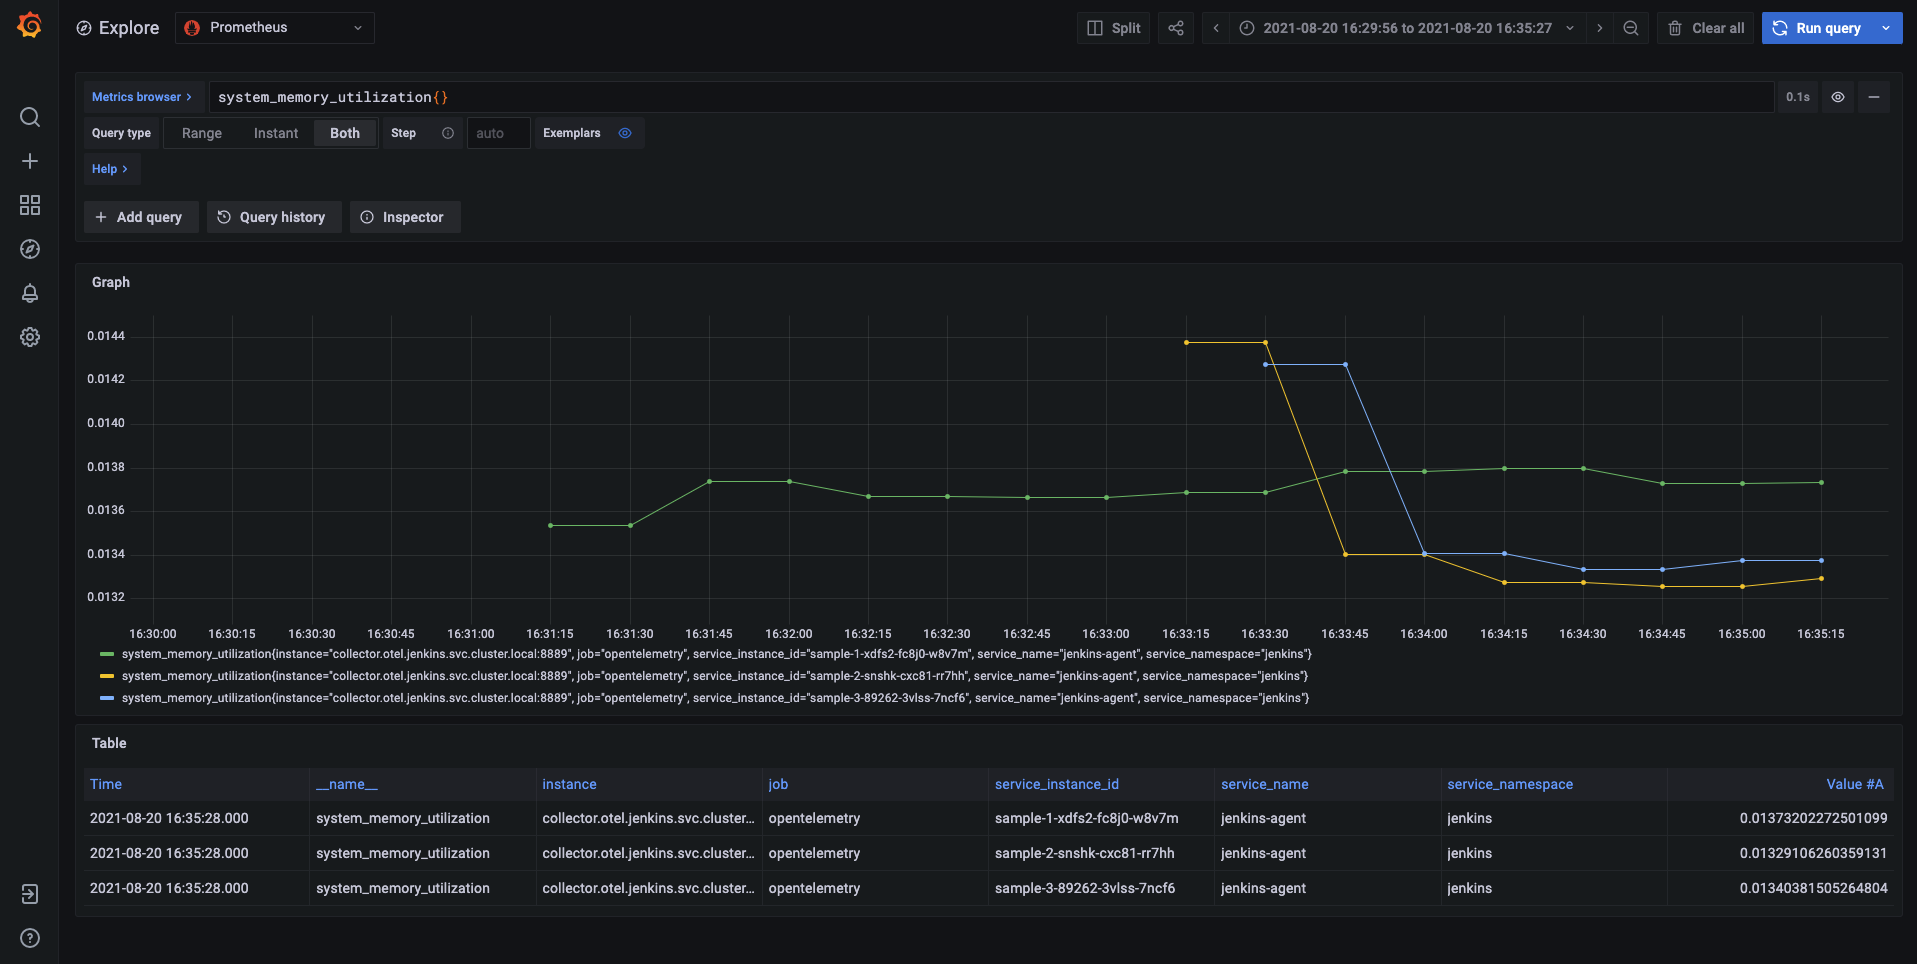 Explore Prometheus Split 2021-08-20 16:29:56 to 2021-08-20 16:35:27 Clear all Run query
Metrics browser > system_memory_utilization{} 0.1s
Query type Range Instant Both Step auto Exemplars
Help >
+ Add query Query history Inspector
Graph
0.0144
0.0142
0.0140
0.0138
0.0136
0.0134
0.0132
16:30:00 16:30:15 16:30:30 16:30:45 16:31:00 16:31:15 16:31:30 16:31:45 16:32:00 16:32:15 16:32:30 16:32:45 16:33:00 16:33:15 16:33:30 16:33:45 16:34:00 16:34:15 16:34:30 16:34:45 16:35:00 16:35:15
system_memory_utilization{instance="collector.otel.jenkins.svc.cluster.local:8889", job="opentelemetry", service_instance_id="sample-1-xdfs2-fc8j0-w8v7m", service_name="jenkins-agent", service_namespace="jenkins"}
system_memory_utilization{instance="collector.otel.jenkins.svc.cluster.local:8889", job="opentelemetry", service_instance_id="sample-2-snshk-cxc81-rr7hh", service_name="jenkins-agent", service_namespace="jenkins"}
system_memory_utilization{instance="collector.otel.jenkins.svc.cluster.local:8889", job="opentelemetry", service_instance_id="sample-3-89262-3vlss-7ncf6", service_name="jenkins-agent", service_namespace="jenkins"}
Table
Time __name__ instance job service_instance_id service_name service_namespace Value #A
2021-08-20 16:35:28.000 system_memory_utilization collector.otel.jenkins.svc.cluster... opentelemetry sample-1-xdfs2-fc8j0-w8v7m jenkins-agent jenkins 0.01373202272501099
2021-08-20 16:35:28.000 system_memory_utilization collector.otel.jenkins.svc.cluster... opentelemetry sample-2-snshk-cxc81-rr7hh jenkins-agent jenkins 0.01329106260359131
2021-08-20 16:35:28.000 system_memory_utilization collector.otel.jenkins.svc.cluster... opentelemetry sample-3-89262-3vlss-7ncf6 jenkins-agent jenkins 0.01340381505264804